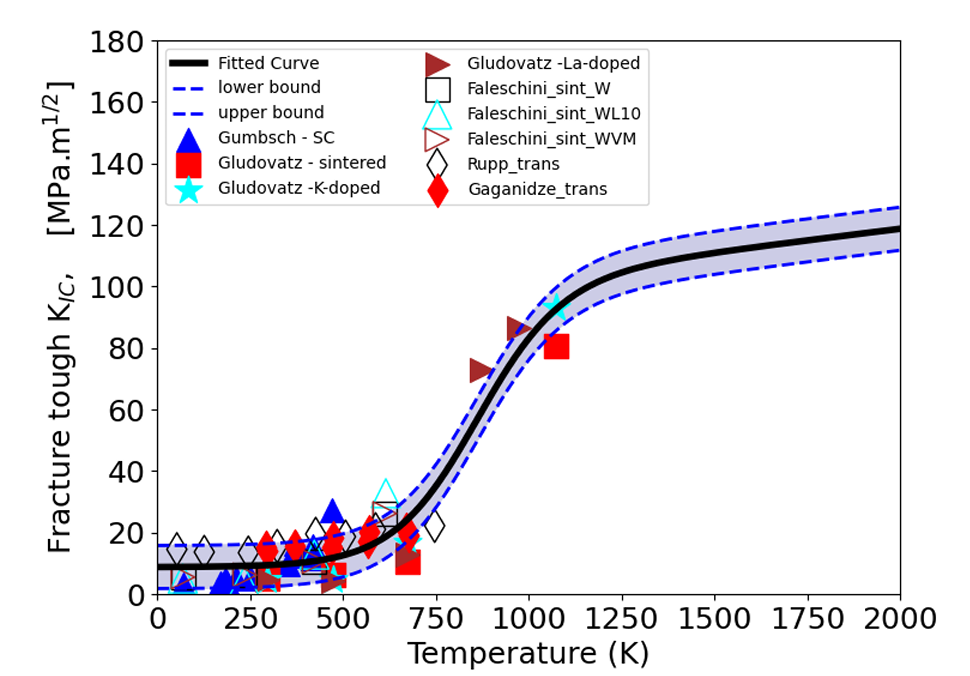 180
160
140
120
100
80
60
40
20
0
Fracture tough K_{IC}, [MPa.m^{1/2}]
Fitted Curve
lower bound
upper bound
Gumbsch - SC
Gludovatz - sintered
Gludovatz -K-doped
Gludovatz -La-doped
Faleschini_sint_W
Faleschini_sint_WL10
Faleschini_sint_WVM
Rupp_trans
Gaganidze_trans
0 250 500 750 1000 1250 1500 1750 2000
Temperature (K)